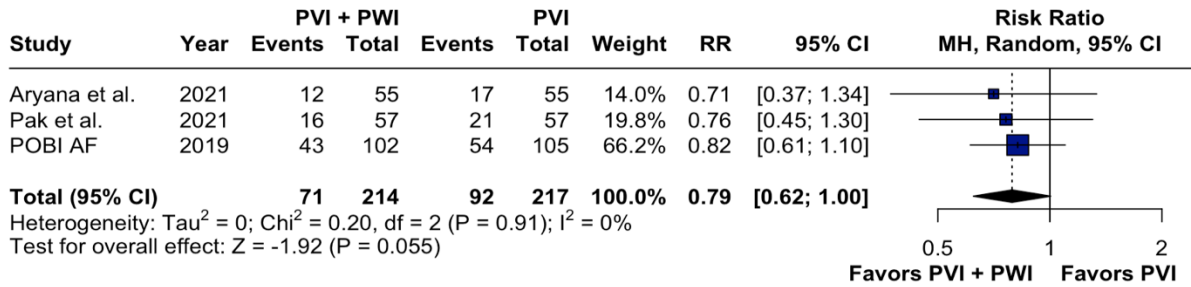 PVI + PWI PVI Risk Ratio
Study Year Events Total Events Total Weight RR 95% CI MH, Random, 95% CI
Aryana et al. 2021 12 55 17 55 14.0% 0.71 [0.37; 1.34]
Pak et al. 2021 16 57 21 57 19.8% 0.76 [0.45; 1.30]
POBI AF 2019 43 102 54 105 66.2% 0.82 [0.61; 1.10]
Total (95% CI) 71 214 92 217 100.0% 0.79 [0.62; 1.00]
Heterogeneity: Tau² = 0; Chi² = 0.20, df = 2 (P = 0.91); I² = 0%
Test for overall effect: Z = -1.92 (P = 0.055)
0.5 1 2
Favors PVI + PWI Favors PVI